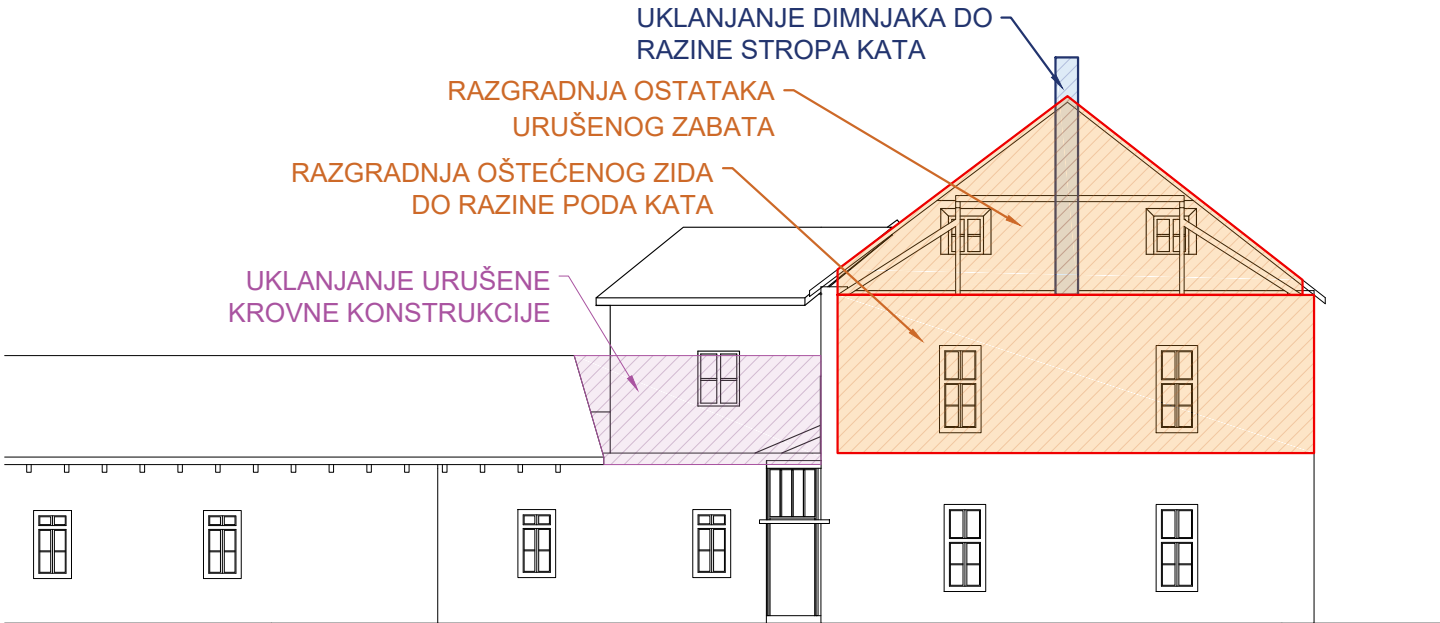 UKLANJANJE DIMNJAKA DO
RAZINE STROPA KATA
RAZGRADNJA OSTATAKA
URUŠENOG ZABATA
RAZGRADNJA OŠTEĆENOG ZIDA
DO RAZINE PODA KATA
UKLANJANJE URUŠENE
KROVNE KONSTRUKCIJE